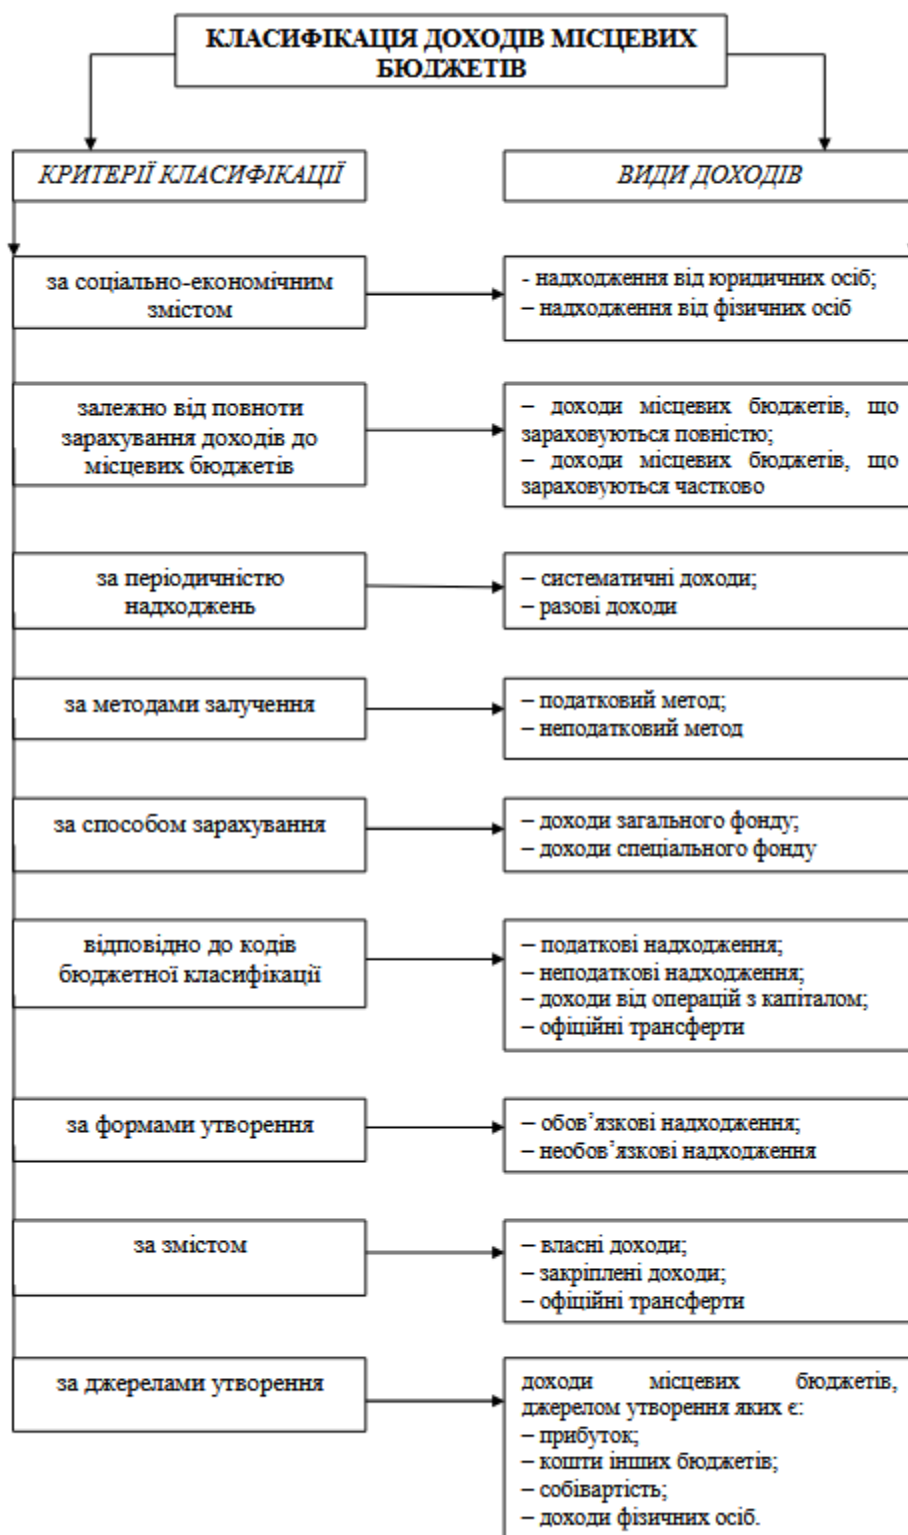 КЛАСИФІКАЦІЯ ДОХОДІВ МІСЦЕВИХ
БЮДЖЕТІВ
КРИТЕРІЇ КЛАСИФІКАЦІЇ
ВИДИ ДОХОДІВ
за соціально-економічним
змістом
- надходження від юридичних осіб;
– надходження від фізичних осіб
залежно від повноти
зарахування доходів до
місцевих бюджетів
– доходи місцевих бюджетів, що
зараховуються повністю;
– доходи місцевих бюджетів, що
зараховуються частково
за періодичністю
надходжень
– систематичні доходи;
– разові доходи
за методами залучення
– податковий метод;
– неподатковий метод
за способом зарахування
– доходи загального фонду;
– доходи спеціального фонду
відповідно до кодів
бюджетної класифікації
– податкові надходження;
– неподаткові надходження;
– доходи від операцій з капіталом;
– офіційні трансферти
за формами утворення
– обов’язкові надходження;
– необов’язкові надходження
за змістом
– власні доходи;
– закріплені доходи;
– офіційні трансферти
за джерелами утворення
доходи місцевих бюджетів,
джерелом утворення яких є:
– прибуток;
– кошти інших бюджетів;
– собівартість;
– доходи фізичних осіб.